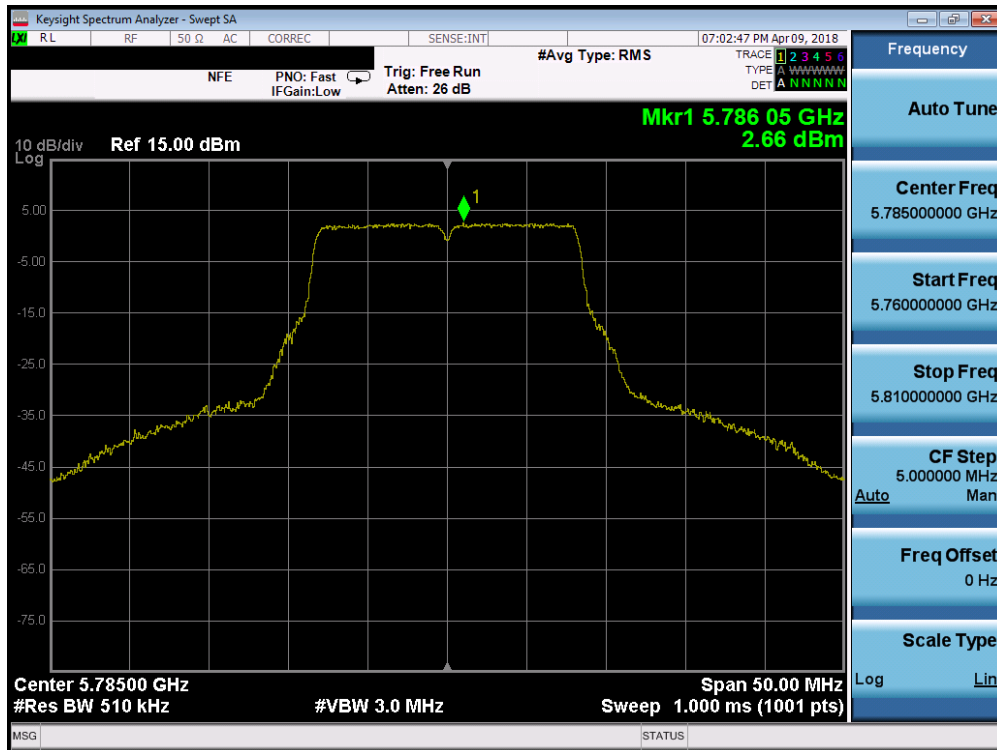 Keysight Spectrum Analyzer - Swept SA
LXI RL RF 50 Ω AC CORREC SENSE:INT 07:02:47 PM Apr 09, 2018
#Avg Type: RMS TRACE 1 2 3 4 5 6
NFE PNO: Fast Trig: Free Run TYPE A WWWWW
IFGain:Low Atten: 26 dB DET A N N N N N
Mkr1 5.786 05 GHz
2.66 dBm
10 dB/div Ref 15.00 dBm
Log
1
5.00
-5.00
-15.0
-25.0
-35.0
-45.0
-55.0
-65.0
-75.0
Center 5.78500 GHz Span 50.00 MHz
#Res BW 510 kHz #VBW 3.0 MHz Sweep 1.000 ms (1001 pts)
MSG STATUS
Frequency
Auto Tune
Center Freq
5.785000000 GHz
Start Freq
5.760000000 GHz
Stop Freq
5.810000000 GHz
CF Step
5.000000 MHz
Auto Man
Freq Offset
0 Hz
Scale Type
Log Lin